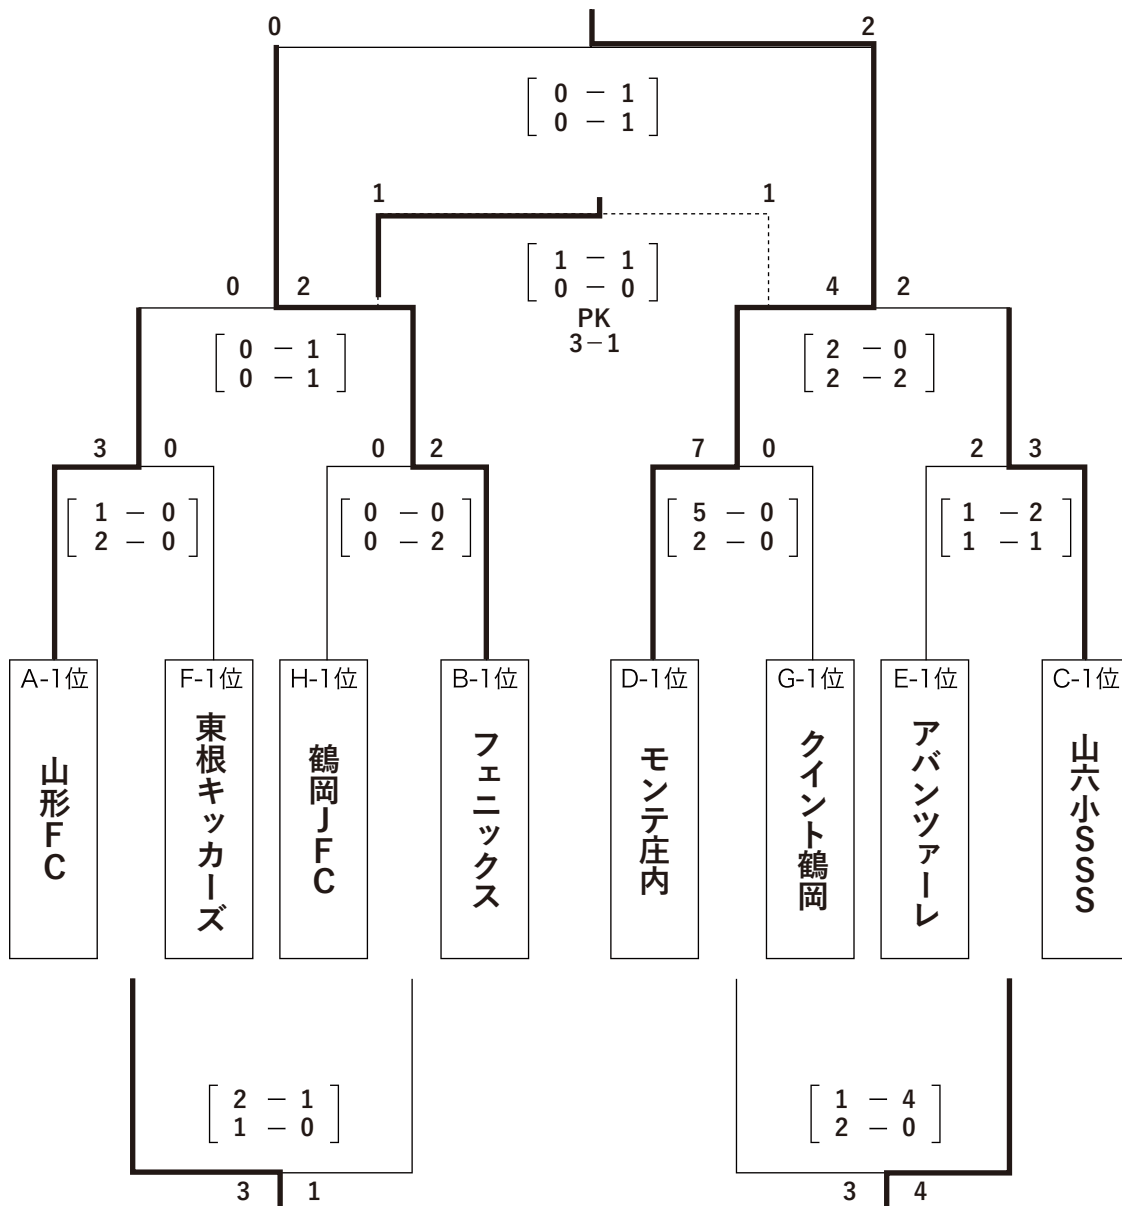 0 2
0 － 1
0 － 1
1 1
1 － 1
0 － 0
PK
3－1
0 2 4 2
0 － 1
0 － 1
2 － 0
2 － 2
3 0 0 2 7 0 2 3
1 － 0
2 － 0
0 － 0
0 － 2
5 － 0
2 － 0
1 － 2
1 － 1
A-1位
山形FC
F-1位
東根キッカーズ
H-1位
鶴岡JFC
B-1位
フェニックス
D-1位
モンテ庄内
G-1位
クイント鶴岡
E-1位
アバンツァーレ
C-1位
山六小SSS
2 － 1
1 － 0
1 － 4
2 － 0
3 1 3 4